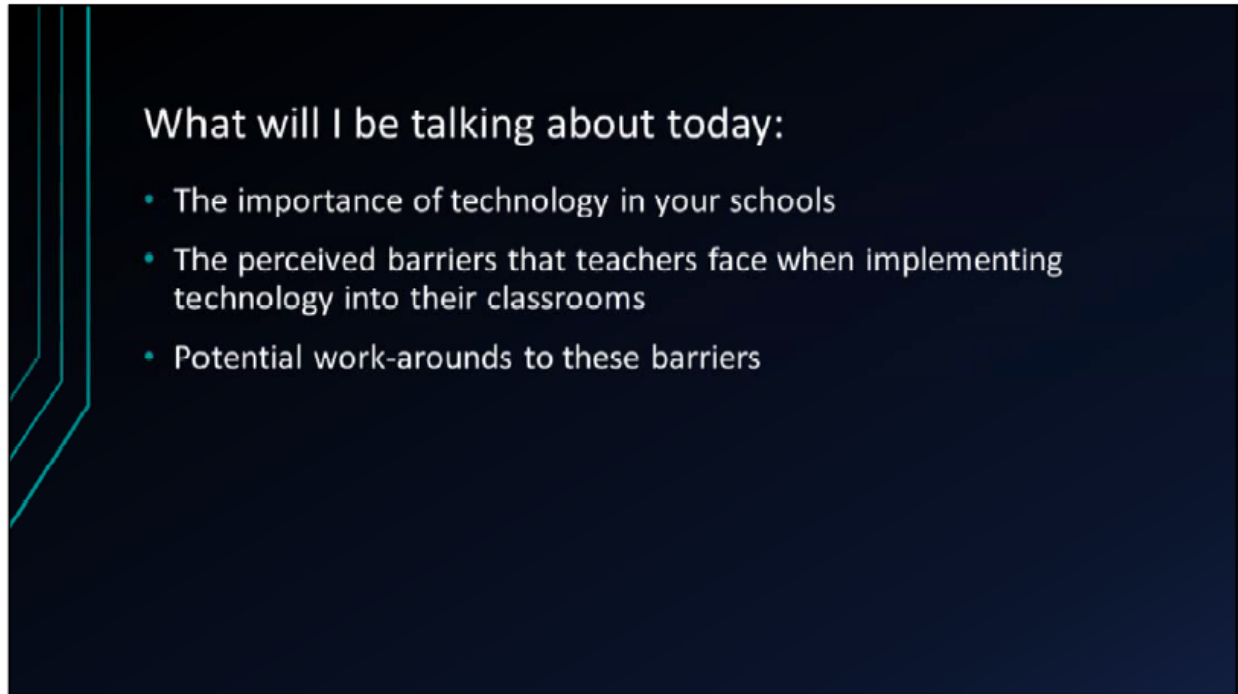 What will I be talking about today:
• The importance of technology in your schools
• The perceived barriers that teachers face when implementing
technology into their classrooms
• Potential work-arounds to these barriers